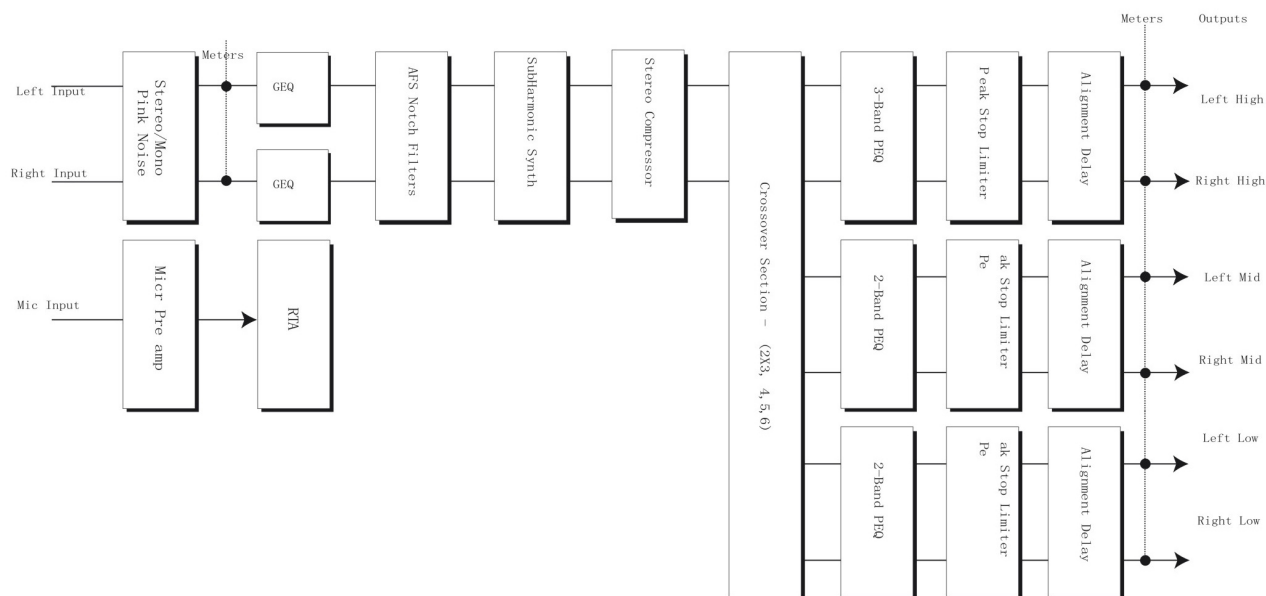 Meters
Outputs
Meters
Left Input
Stereo/Mono
Pink Noise
GEQ
AFS Notch Filters
SubHarmonic Synth
Stereo Compressor
3-Band PEQ
Peak Stop Limiter
Alignment Delay
Left High
Right Input
GEQ
Right High
Crossover Section - (2X3, 4,5,6)
Mic Input
Micr Pre amp
RTA
2-Band PEQ
ak Stop Limiter
Pe
Alignment Delay
Left Mid
Right Mid
2-Band PEQ
ak Stop Limiter
Pe
Alignment Delay
Left Low
Right Low